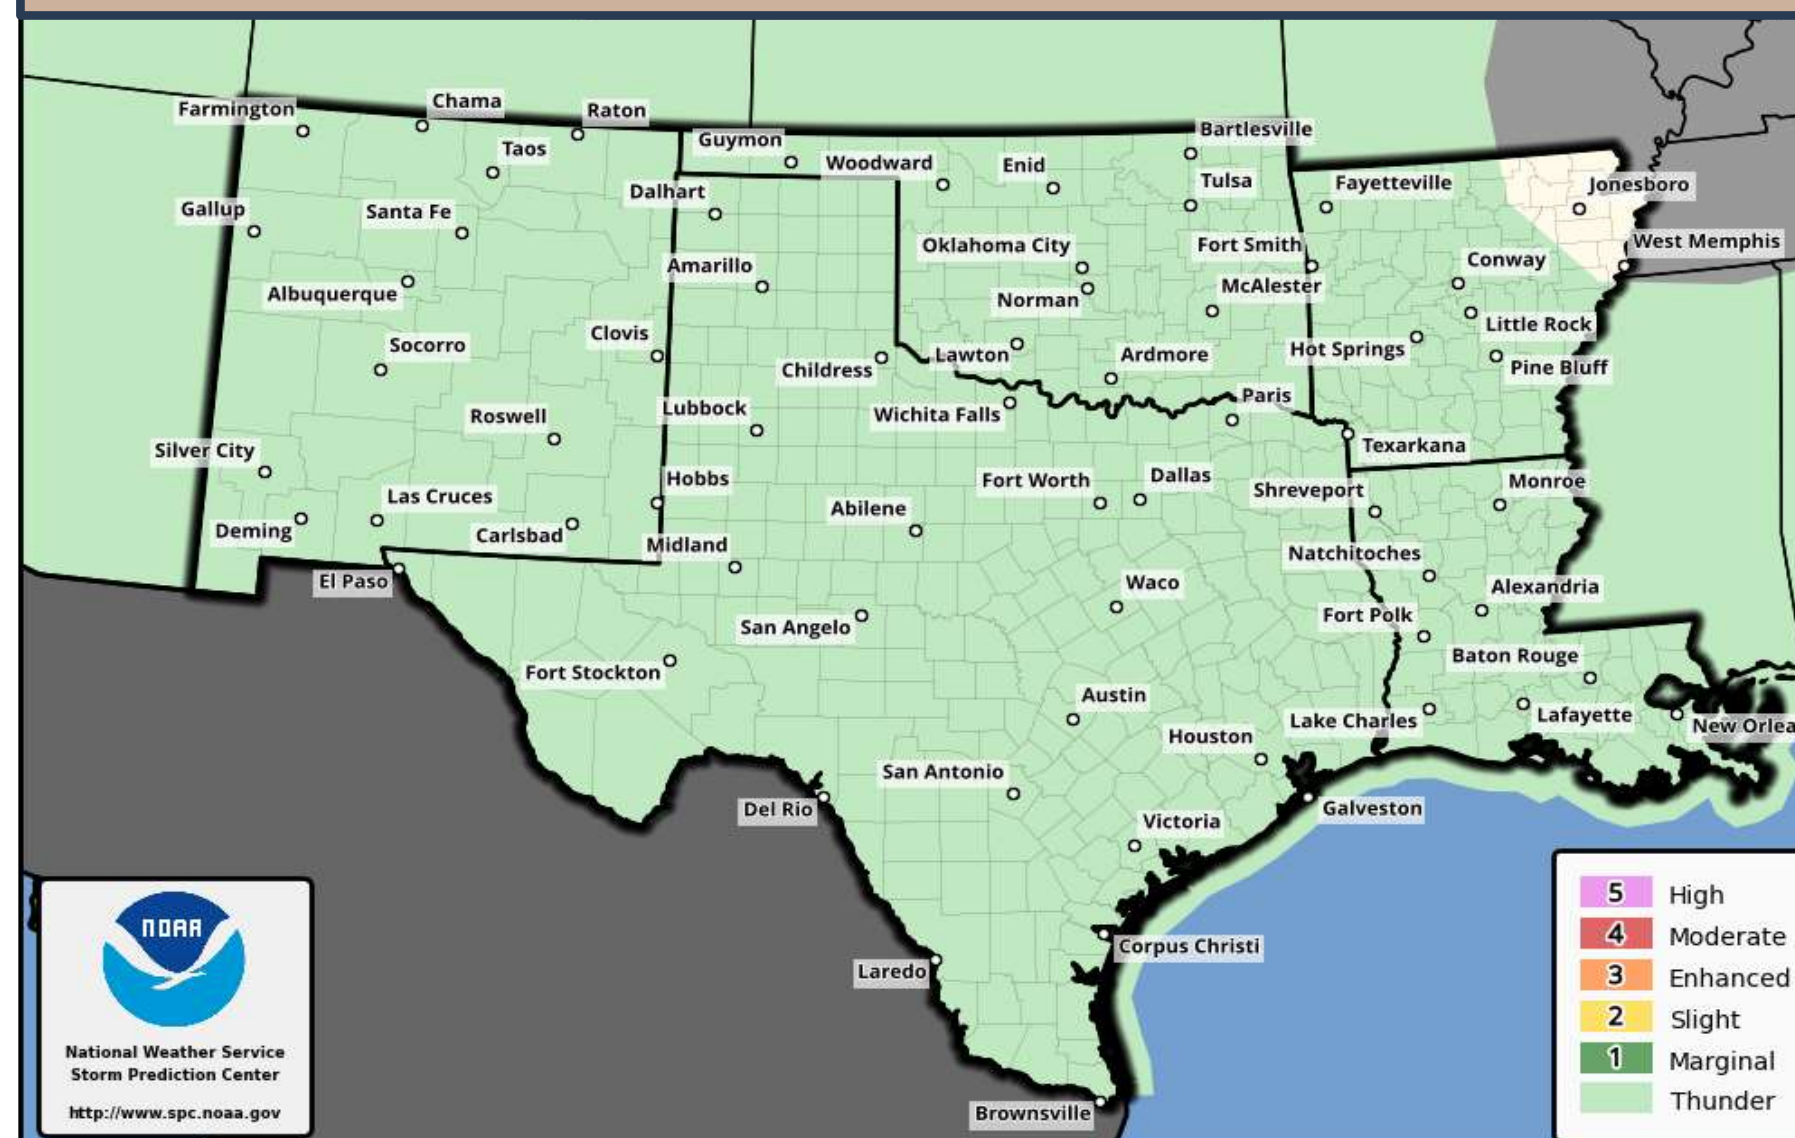 Farmington
Chama
Raton
Taos
Guymon
Woodward
Enid
Bartlesville
Tulsa
Fayetteville
Jonesboro
Dalhart
Gallup
Santa Fe
Oklahoma City
Fort Smith
West Memphis
Amarillo
Conway
Albuquerque
Norman
McAlester
Clovis
Socorro
Little Rock
Childress
Lawton
Ardmore
Hot Springs
Pine Bluff
Roswell
Lubbock
Wichita Falls
Paris
Silver City
Texarkana
Las Cruces
Hobbs
Abilene
Fort Worth
Dallas
Shreveport
Monroe
Deming
Carlsbad
Midland
Natchitoches
El Paso
Waco
Alexandria
San Angelo
Fort Polk
Fort Stockton
Baton Rouge
Austin
Lake Charles
Lafayette
New Orlea
Houston
San Antonio
Del Rio
Galveston
Victoria
Corpus Christi
Laredo
Brownsville
NOAA
National Weather Service
Storm Prediction Center
http://www.spc.noaa.gov
5 High
4 Moderate
3 Enhanced
2 Slight
1 Marginal
Thunder